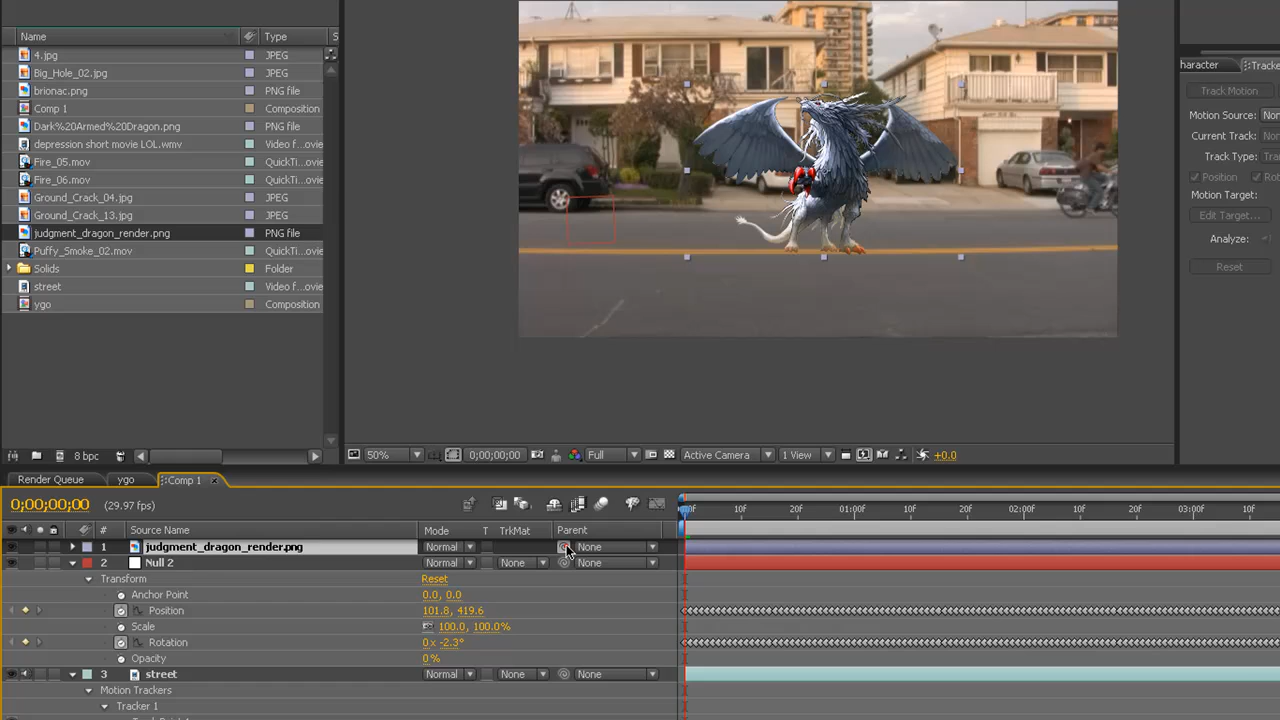 Name Type S
4.jpg JPEG
Big_Hole_02.jpg JPEG
brionac.png PNG file
Comp 1 Composition
Dark%20Armed%20Dragon.png PNG file
depression short movie LOL.wmv Video f...ovie
Fire_05.mov QuickTi...ovie
Fire_06.mov QuickTi...ovie
Ground_Crack_04.jpg JPEG
Ground_Crack_13.jpg JPEG
judgment_dragon_render.png PNG file
Puffy_Smoke_02.mov QuickTi...ovie
Solids Folder
street Video f...ovie
ygo Composition
8 bpc
haracter Tracke
Track Motion
Motion Source: Non
Current Track:
Track Type: Tra
Position Rot
Motion Target:
Edit Target...
Analyze:
Reset
50% 0;00;00;00 Full Active Camera 1 View +0.0
Render Queue ygo Comp 1
0;00;00;00 (29.97 fps)
00F 10F 20F 01:00F 10F 20F 02:00F 10F 20F 03:00F 10F
Source Name Mode T TrkMat Parent
1 judgment_dragon_render.png Normal None
2 Null 2 Normal None None
Transform Reset
Anchor Point 0.0, 0.0
Position 101.8, 419.6
Scale 100.0, 100.0%
Rotation 0x -2.3°
Opacity 0%
3 street Normal None None
Motion Trackers
Tracker 1